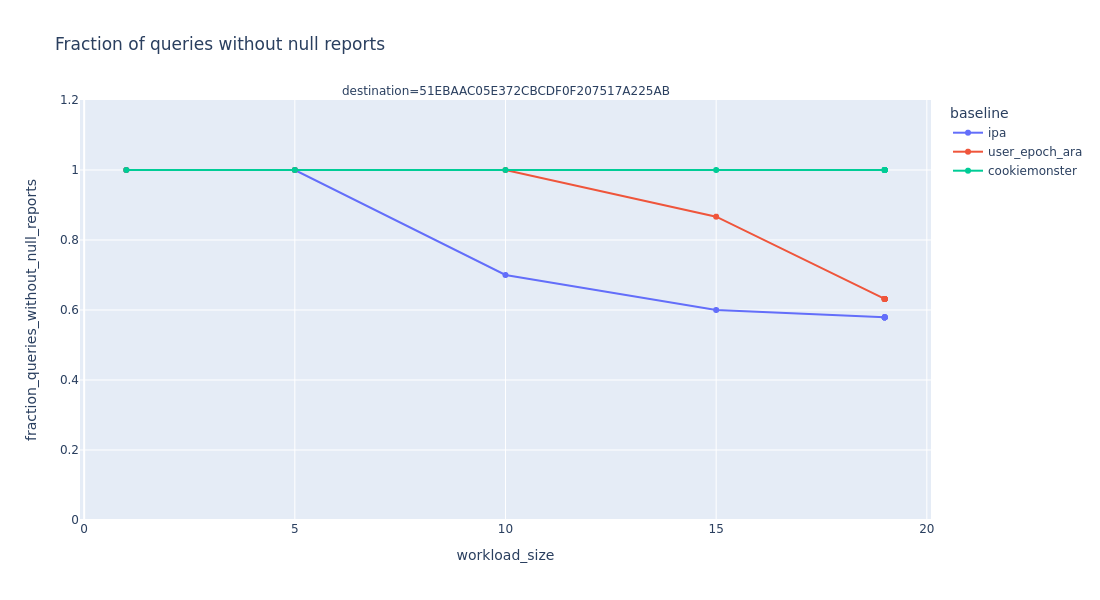 Fraction of queries without null reports
destination=51EBAAC05E372CBCDF0F207517A225AB
baseline
ipa
user_epoch_ara
cookiemonster
fraction_queries_without_null_reports
1.2
1
0.8
0.6
0.4
0.2
0
0
5
10
15
20
workload_size